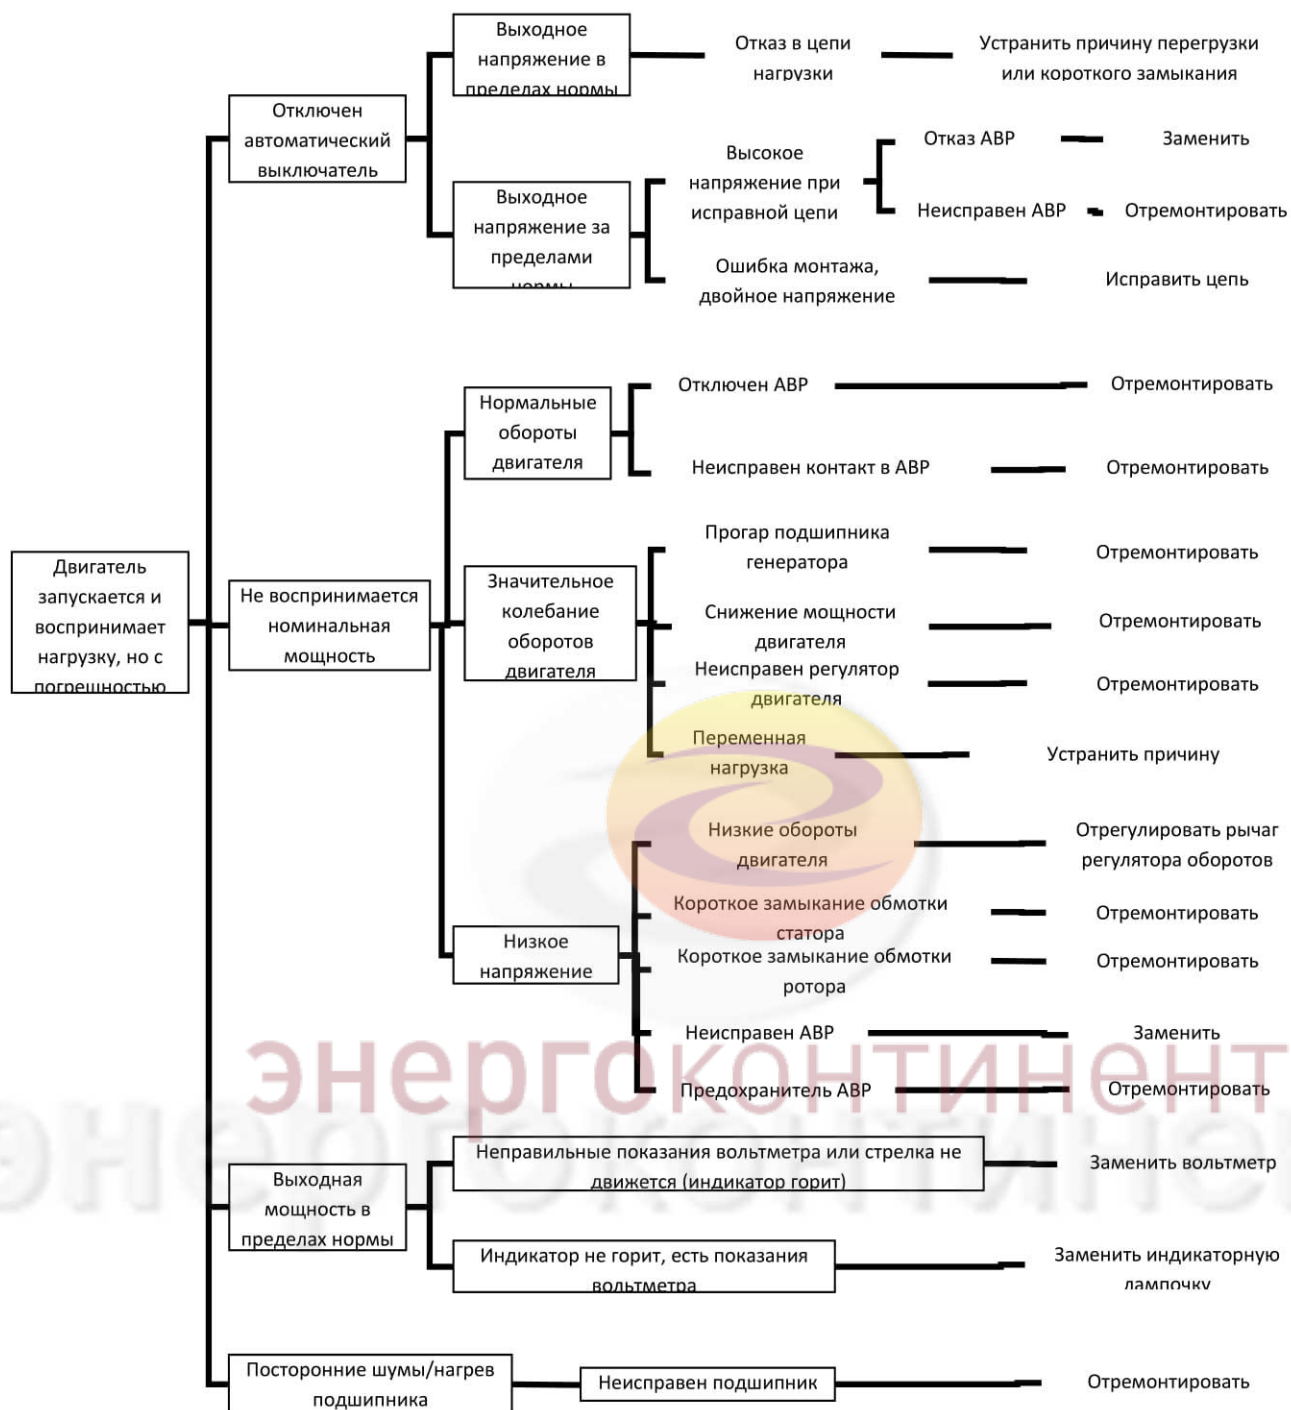 Двигатель
запускается и
воспринимает
нагрузку, но с
погрешностью
Отключен
автоматический
выключатель
Выходное
напряжение в
пределах нормы
Отказ в цепи
нагрузки
Устранить причину перегрузки
или короткого замыкания
Выходное
напряжение за
пределами
нормы
Высокое
напряжение при
исправной цепи
Отказ АВР
Заменить
Неисправен АВР
Отремонтировать
Ошибка монтажа,
двойное напряжение
Исправить цепь
Не воспринимается
номинальная
мощность
Нормальные
обороты
двигателя
Отключен АВР
Отремонтировать
Неисправен контакт в АВР
Отремонтировать
Значительное
колебание
оборотов
двигателя
Прогар подшипника
генератора
Отремонтировать
Снижение мощности
двигателя
Отремонтировать
Неисправен регулятор
двигателя
Отремонтировать
Переменная
нагрузка
Устранить причину
Низкое
напряжение
Низкие обороты
двигателя
Отрегулировать рычаг
регулятора оборотов
Короткое замыкание обмотки
статора
Отремонтировать
Короткое замыкание обмотки
ротора
Отремонтировать
Неисправен АВР
Заменить
Предохранитель АВР
Отремонтировать
энергоконтинент
Выходная
мощность в
пределах нормы
Неправильные показания вольтметра или стрелка не
движется (индикатор горит)
Заменить вольтметр
Индикатор не горит, есть показания
вольтметра
Заменить индикаторную
лампочку
Посторонние шумы/нагрев
подшипника
Неисправен подшипник
Отремонтировать